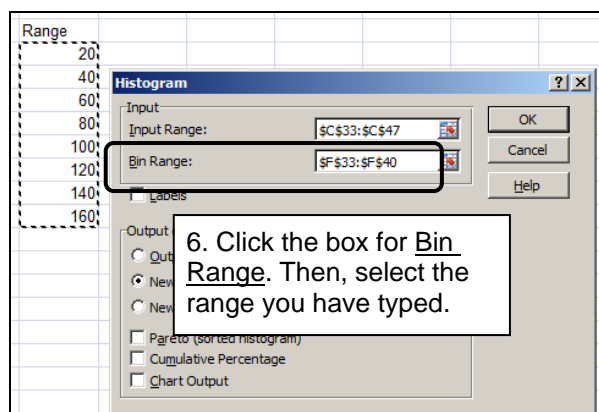 Range
20
40
60
80
100
120
140
160
Histogram
Input
Input Range: $C$33:$C$47
Bin Range: $F$33:$F$40
Labels
OK
Cancel
Help
Output
New
New
6. Click the box for Bin
Range. Then, select the
range you have typed.
Pareto (sorted histogram)
Cumulative Percentage
Chart Output